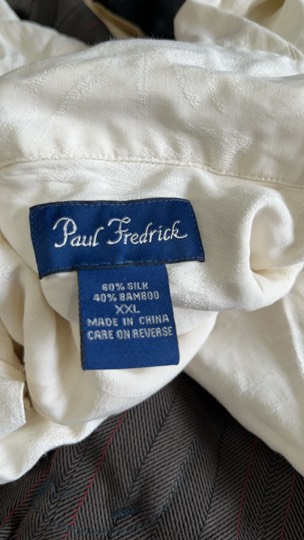 Paul Fredrick
60% SILK
40% BAMBOO
XXL
MADE IN CHINA
CARE ON REVERSE